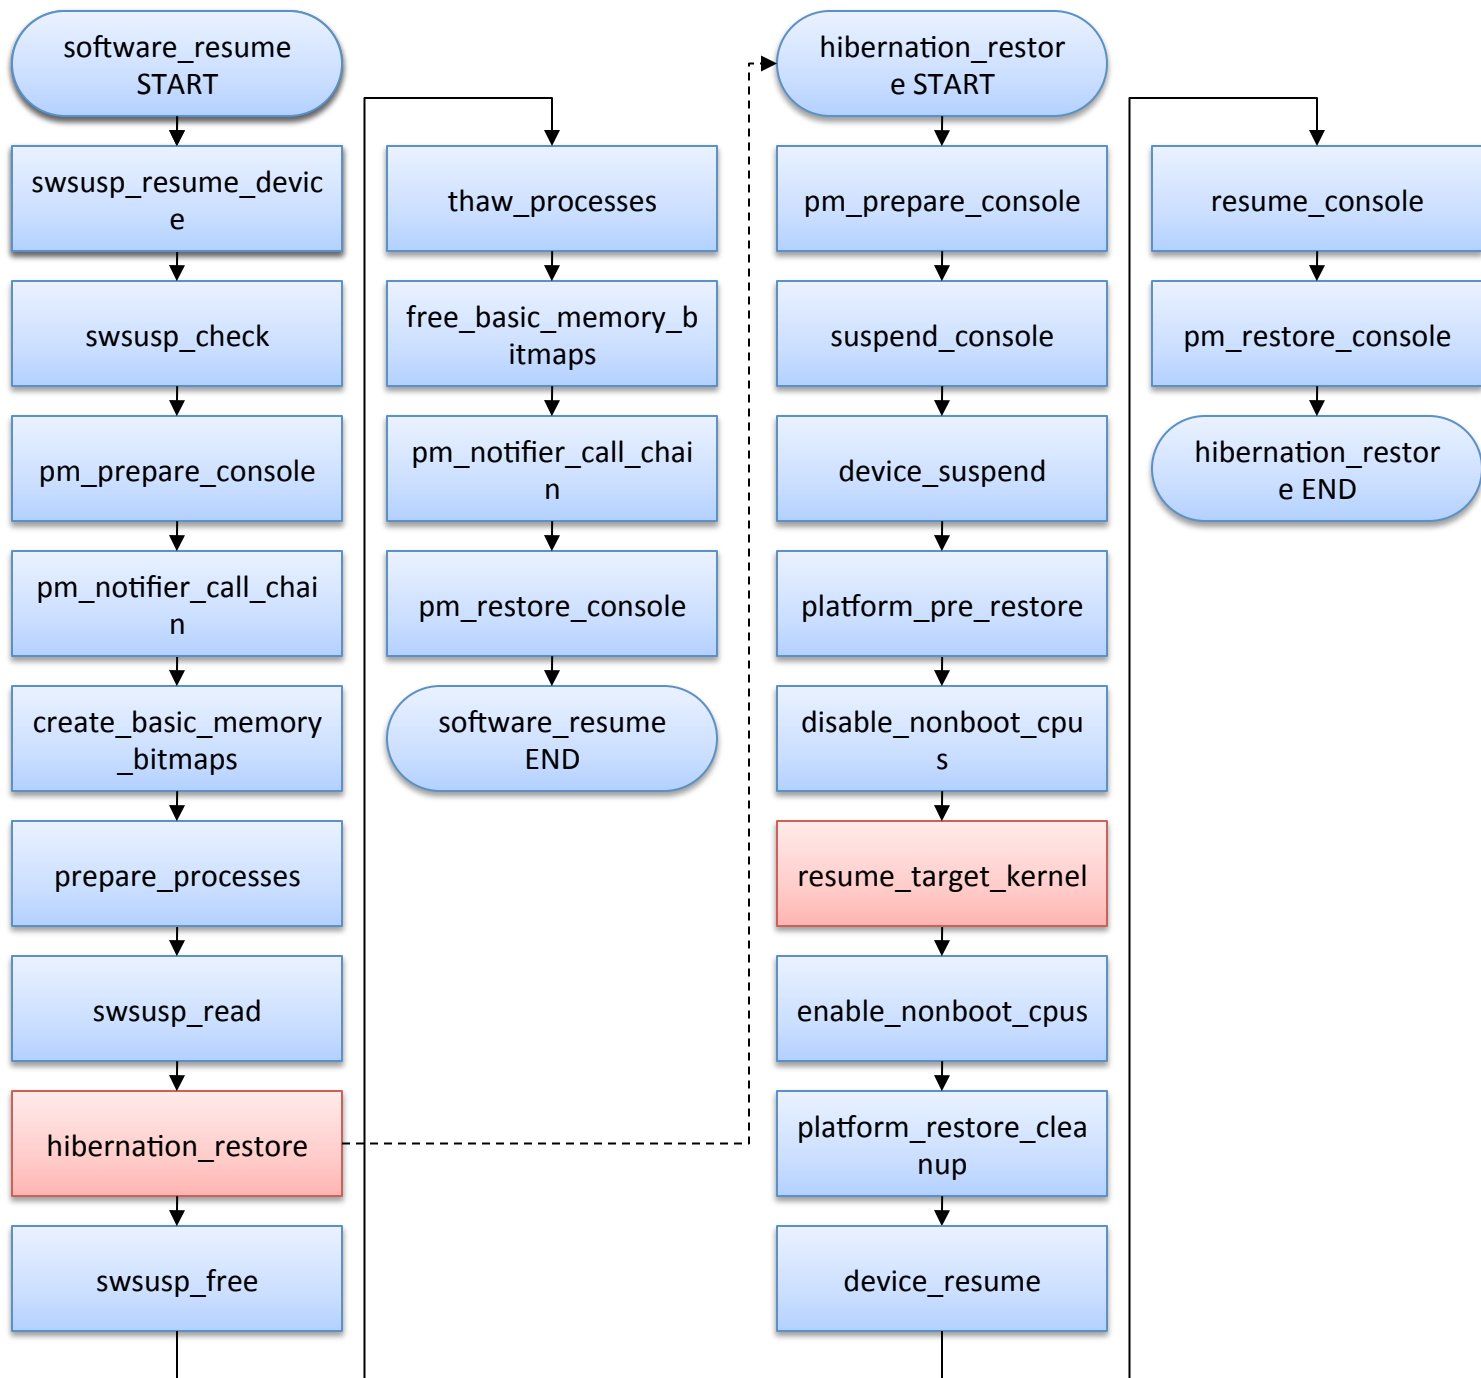 software_resume
START
swsusp_resume_devic
e
swsusp_check
pm_prepare_console
pm_notifier_call_chai
n
create_basic_memory
_bitmaps
prepare_processes
swsusp_read
hibernation_restore
swsusp_free
thaw_processes
free_basic_memory_b
itmaps
pm_notifier_call_chai
n
pm_restore_console
software_resume
END
hibernation_restor
e START
pm_prepare_console
suspend_console
device_suspend
platform_pre_restore
disable_nonboot_cpu
s
resume_target_kernel
enable_nonboot_cpus
platform_restore_clea
nup
device_resume
resume_console
pm_restore_console
hibernation_restor
e END